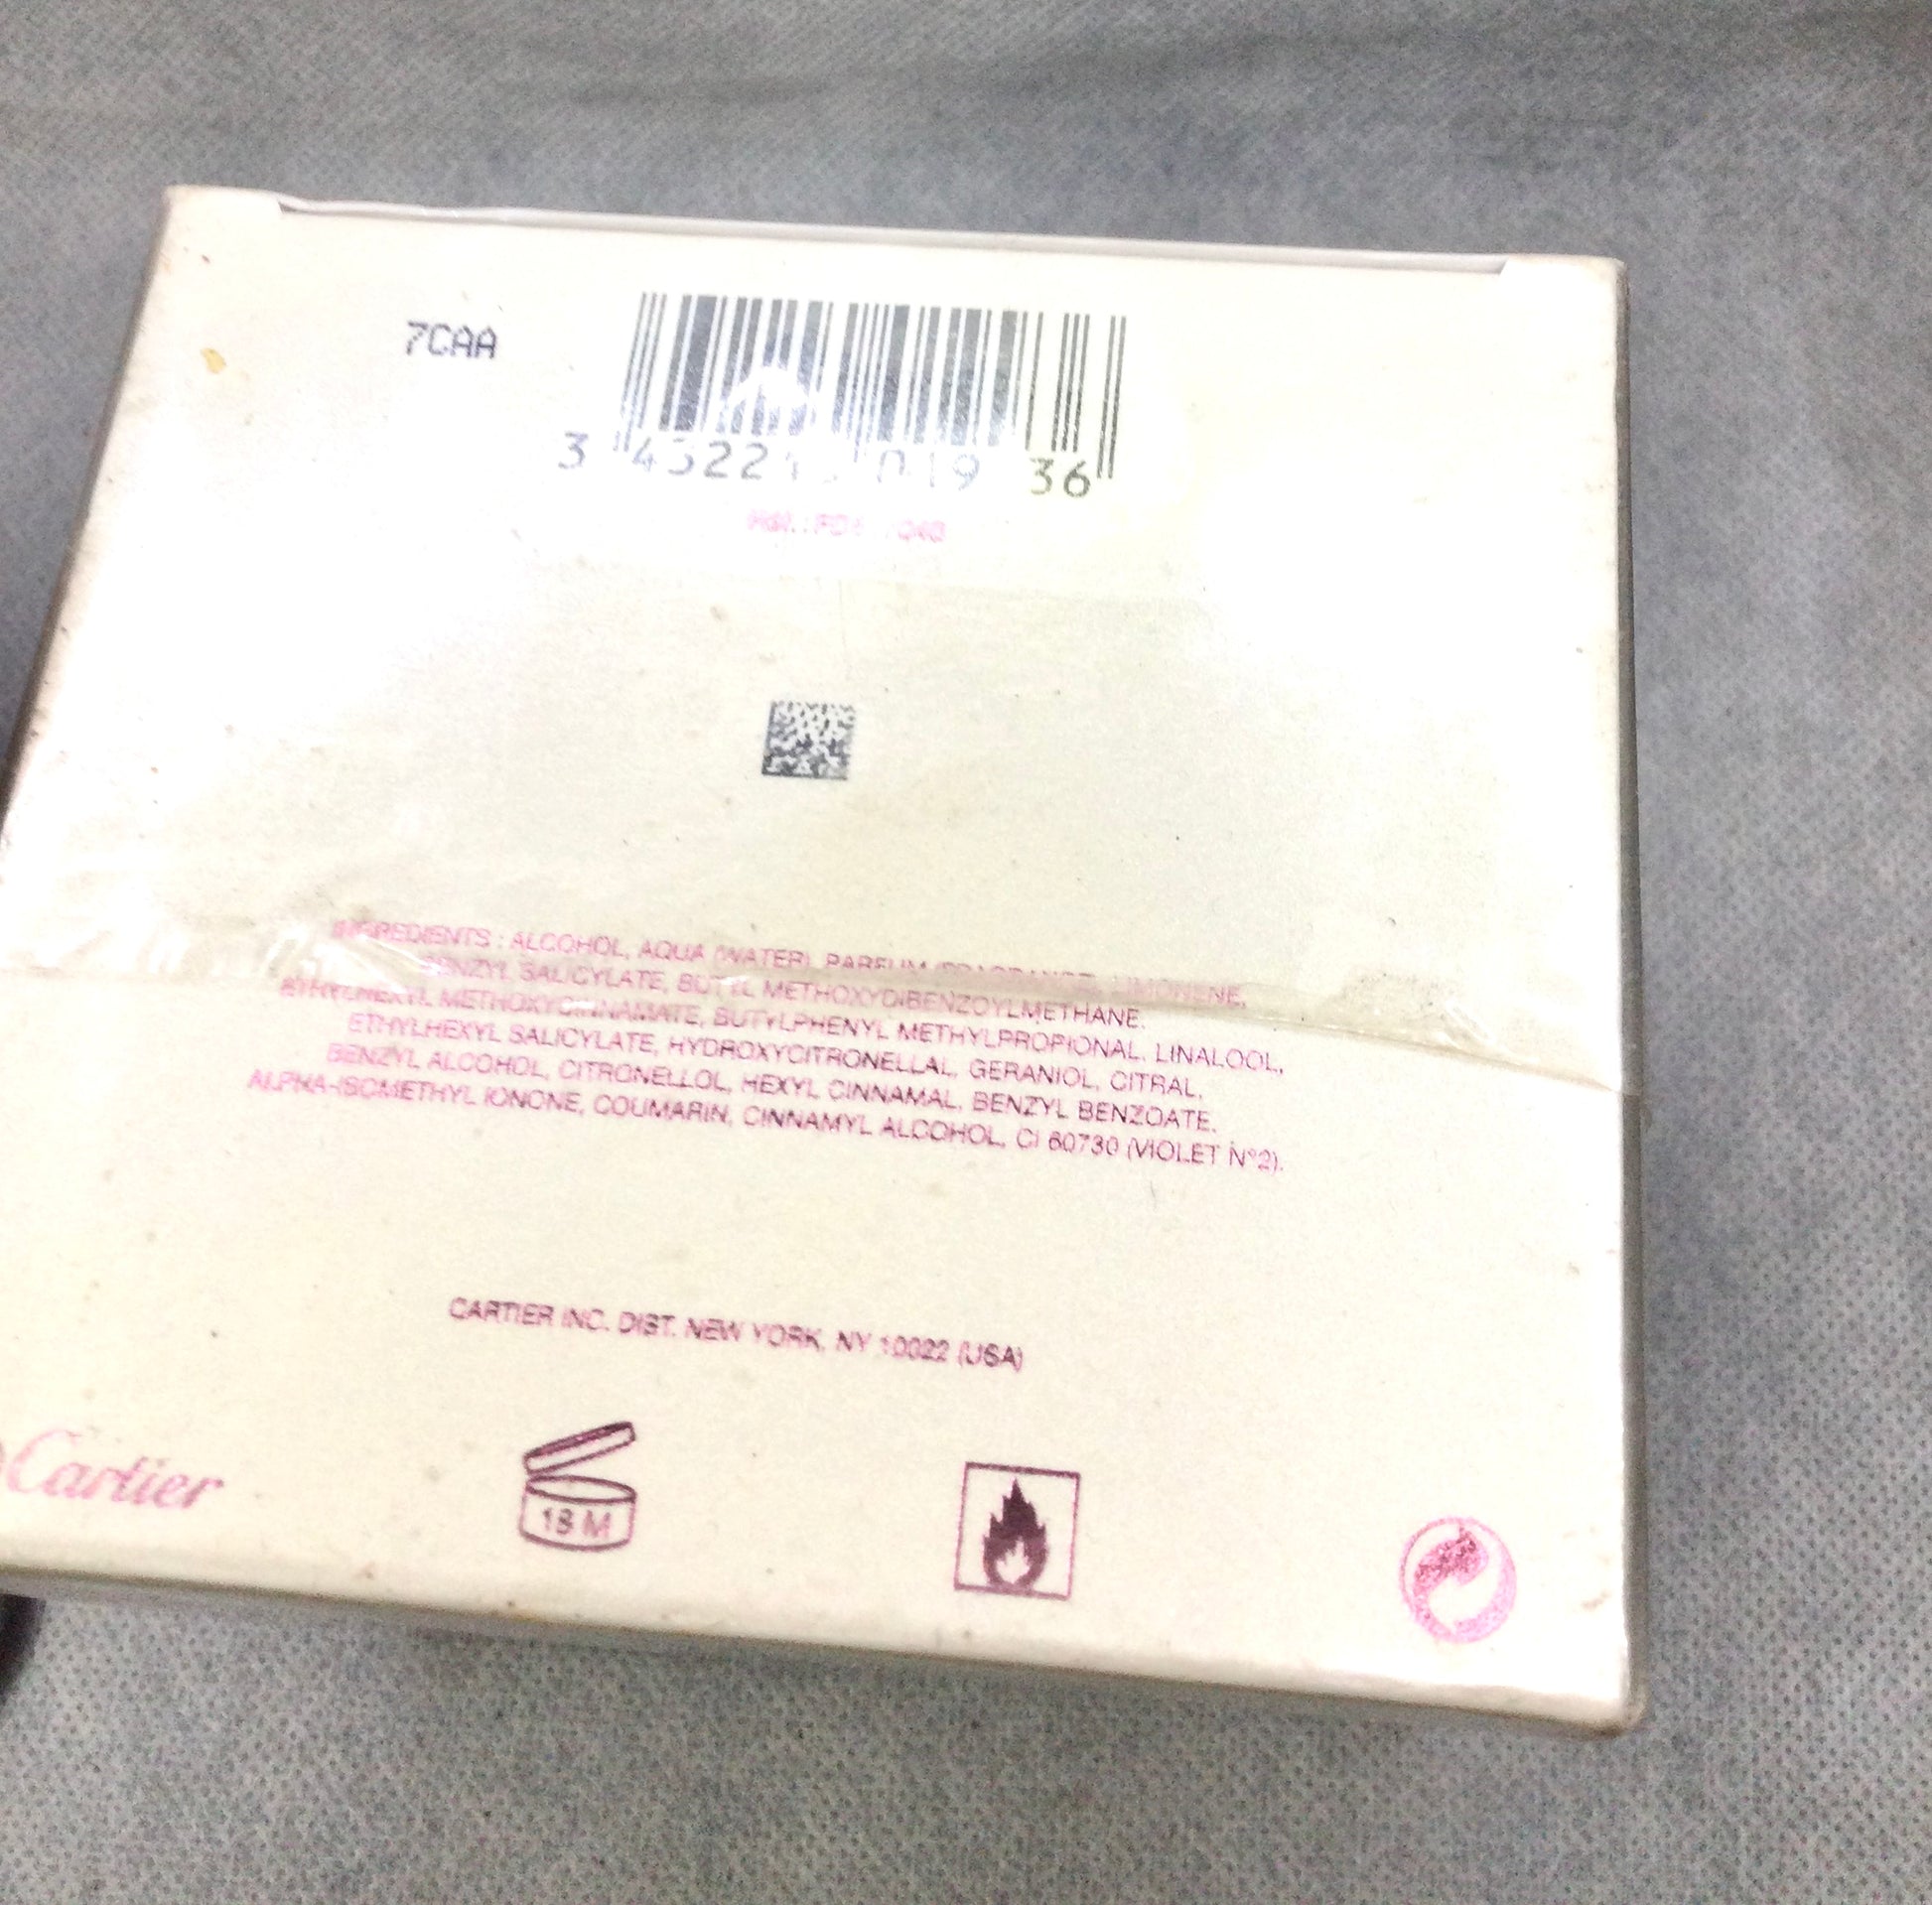 7CAA
3 36
INGREDIENTS : ALCOHOL, AQUA (WATER), PARFUM (FRAGRANCE), LIMONENE,
BENZYL SALICYLATE, BUTYL METHOXYDIBENZOYLMETHANE,
ETHYLHEXYL METHOXYCINNAMATE, BUTYLPHENYL METHYLPROPIONAL, LINALOOL,
ETHYLHEXYL SALICYLATE, HYDROXYCITRONELLAL, GERANIOL, CITRAL,
BENZYL ALCOHOL, CITRONELLOL, HEXYL CINNAMAL, BENZYL BENZOATE,
ALPHA-ISOMETHYL IONONE, COUMARIN, CINNAMYL ALCOHOL, CI 60730 (VIOLET N°2).
CARTIER INC. DIST. NEW YORK, NY 10022 (USA)
Cartier
18 M